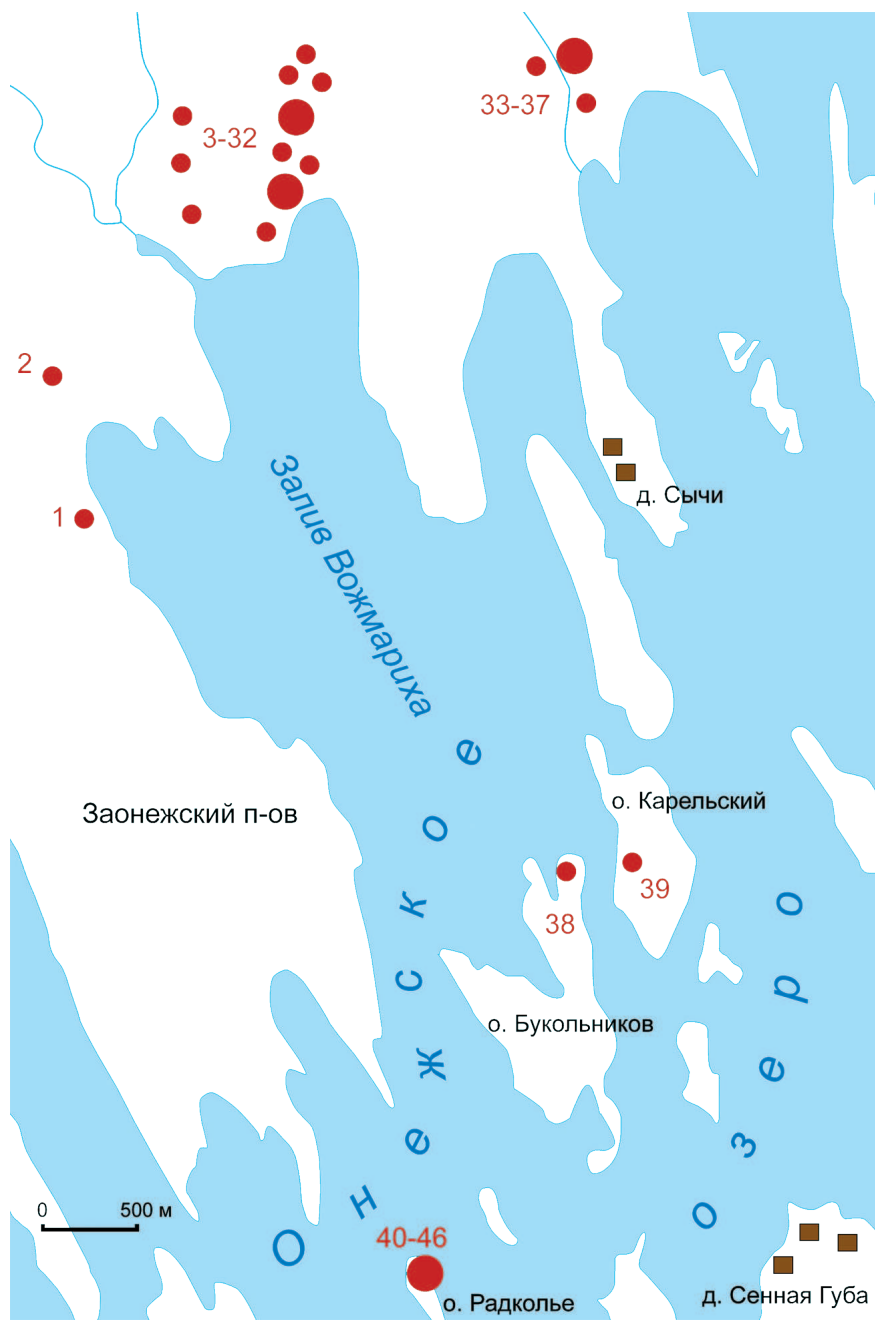 33-37
3-32
2
1
д. Сычи
Залив Вожмариха
о. Карельский
Заонежский п-ов
39
38
о. Букольников
Онежское озеро
0 500 м
40-46
о. Радколье
д. Сенная Губа